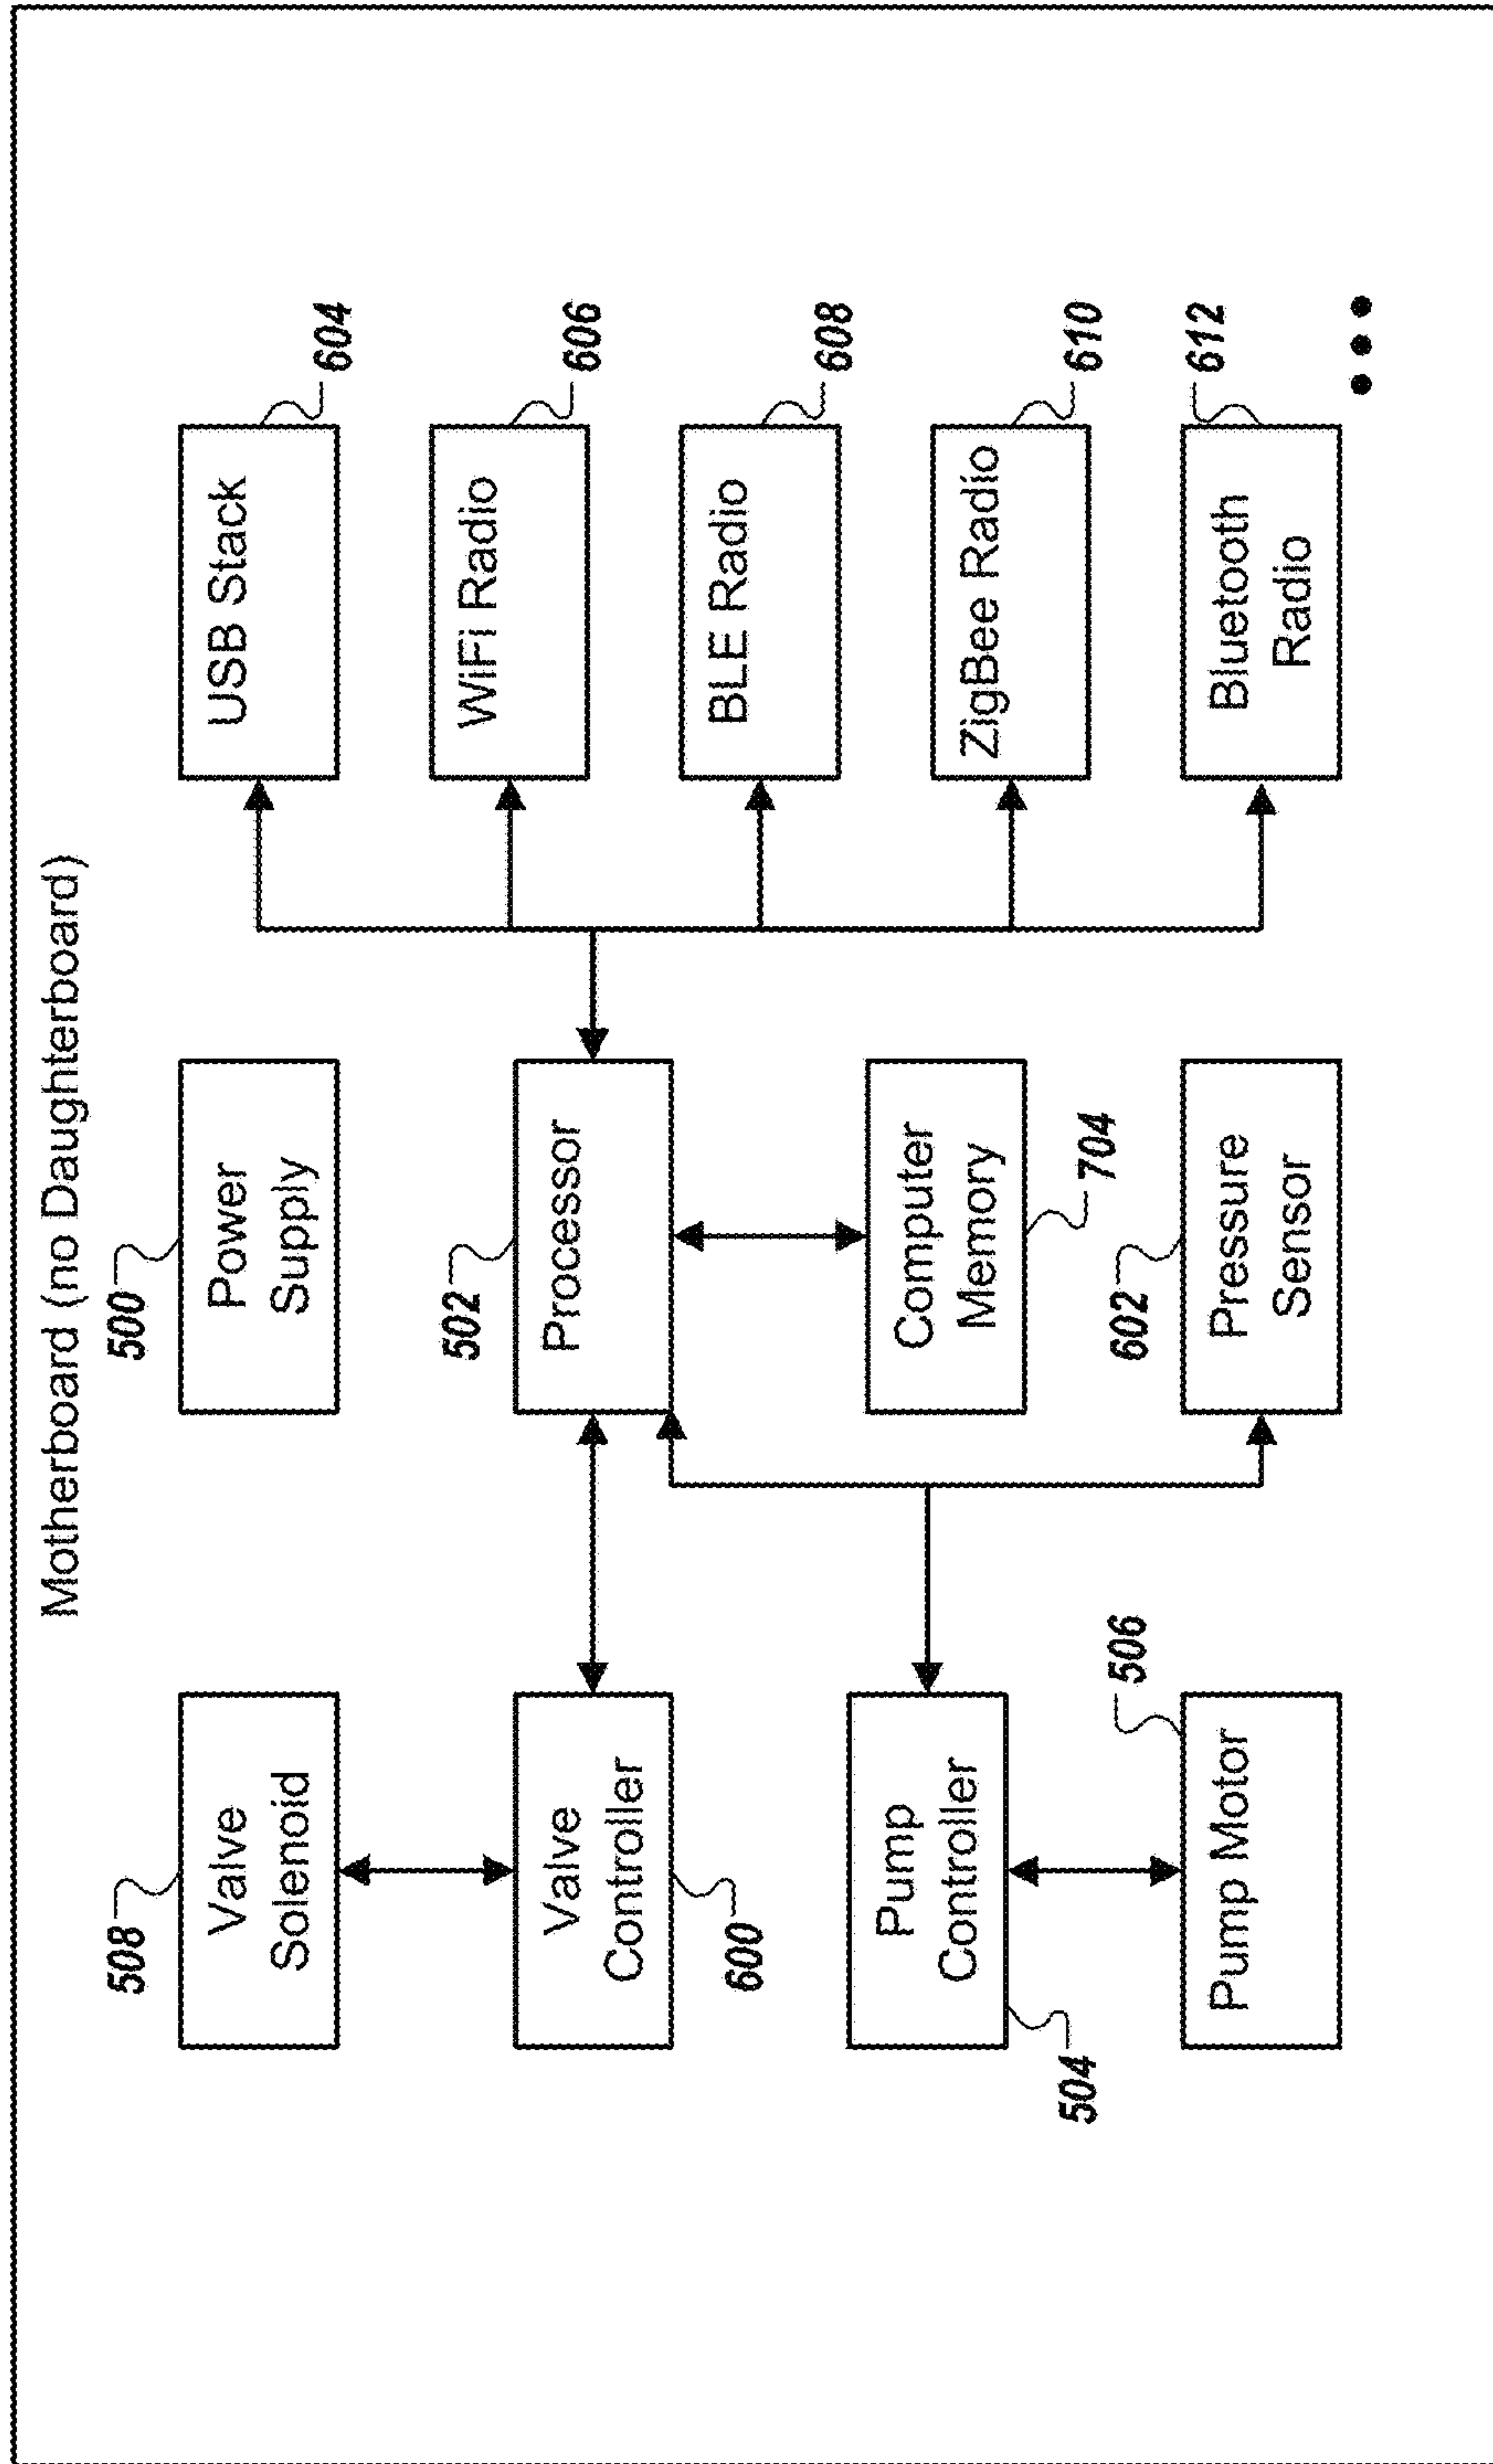 Motherboard (no Daughterboard)
508
Valve
Solenoid
500
Power
Supply
USB Stack
604
Valve
Controller
600
502
Processor
WiFi Radio
606
BLE Radio
608
Pump
Controller
504
Computer
Memory
704
ZigBee Radio
610
Pump Motor
506
602
Pressure
Sensor
Bluetooth
Radio
612
•••